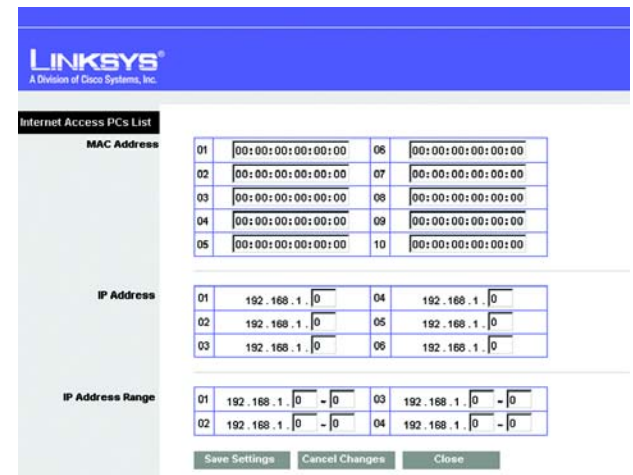 LINKSYS®
A Division of Cisco Systems, Inc.
Internet Access PCs List
MAC Address
01 00:00:00:00:00:00 06 00:00:00:00:00:00
02 00:00:00:00:00:00 07 00:00:00:00:00:00
03 00:00:00:00:00:00 08 00:00:00:00:00:00
04 00:00:00:00:00:00 09 00:00:00:00:00:00
05 00:00:00:00:00:00 10 00:00:00:00:00:00
IP Address
01 192.168.1.0 04 192.168.1.0
02 192.168.1.0 05 192.168.1.0
03 192.168.1.0 06 192.168.1.0
IP Address Range
01 192.168.1.0 ~ 0 03 192.168.1.0 ~ 0
02 192.168.1.0 ~ 0 04 192.168.1.0 ~ 0
Save Settings Cancel Changes Close